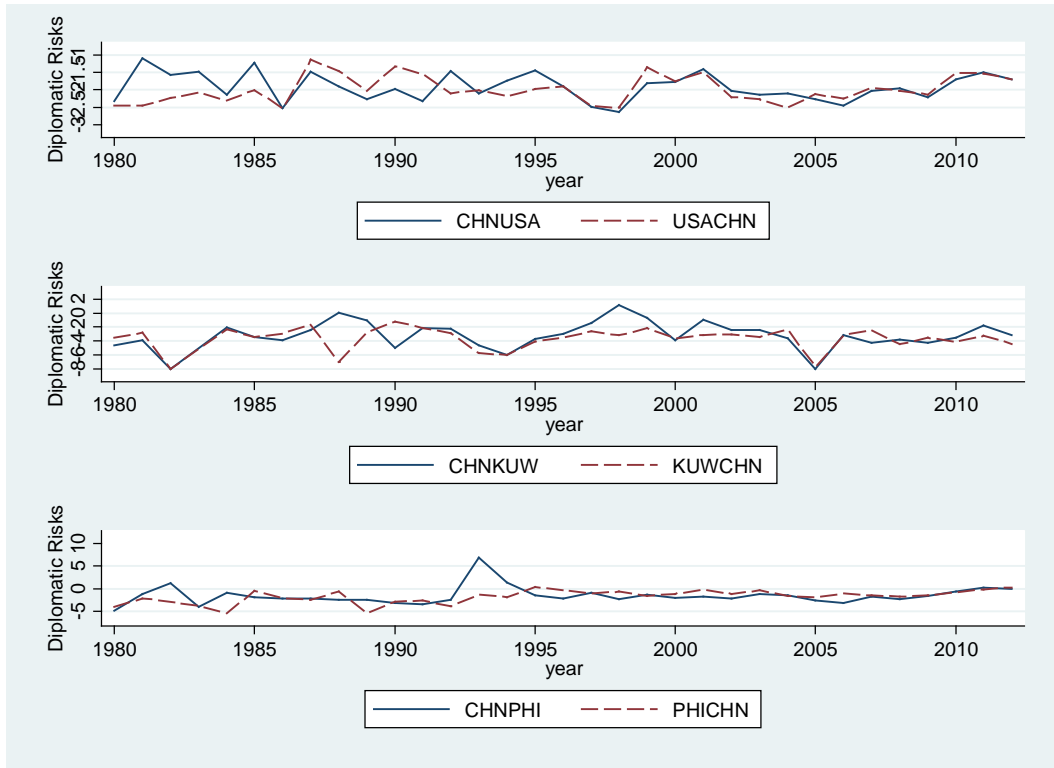 Diplomatic Risks
-32.521.51
1980 1985 1990 1995 2000 2005 2010
year
CHNUSA USACHN
Diplomatic Risks
-8-6-4-202
1980 1985 1990 1995 2000 2005 2010
year
CHNKUW KUWCHN
Diplomatic Risks
-5 0 5 10
1980 1985 1990 1995 2000 2005 2010
year
CHNPHI PHICHN